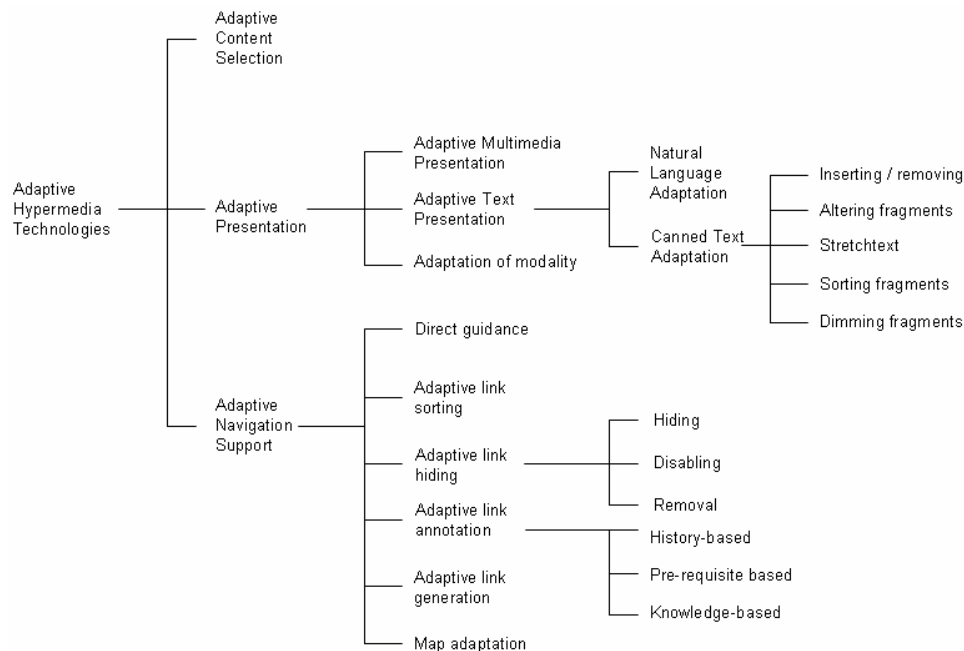 Adaptive
Content
Selection
Adaptive
Hypermedia
Technologies
Adaptive
Presentation
Adaptive Multimedia
Presentation
Adaptive Text
Presentation
Adaptation of modality
Natural
Language
Adaptation
Canned Text
Adaptation
Inserting / removing
Altering fragments
Stretchtext
Sorting fragments
Dimming fragments
Adaptive
Navigation
Support
Direct guidance
Adaptive link
sorting
Adaptive link
hiding
Adaptive link
annotation
Adaptive link
generation
Map adaptation
Hiding
Disabling
Removal
History-based
Pre-requisite based
Knowledge-based